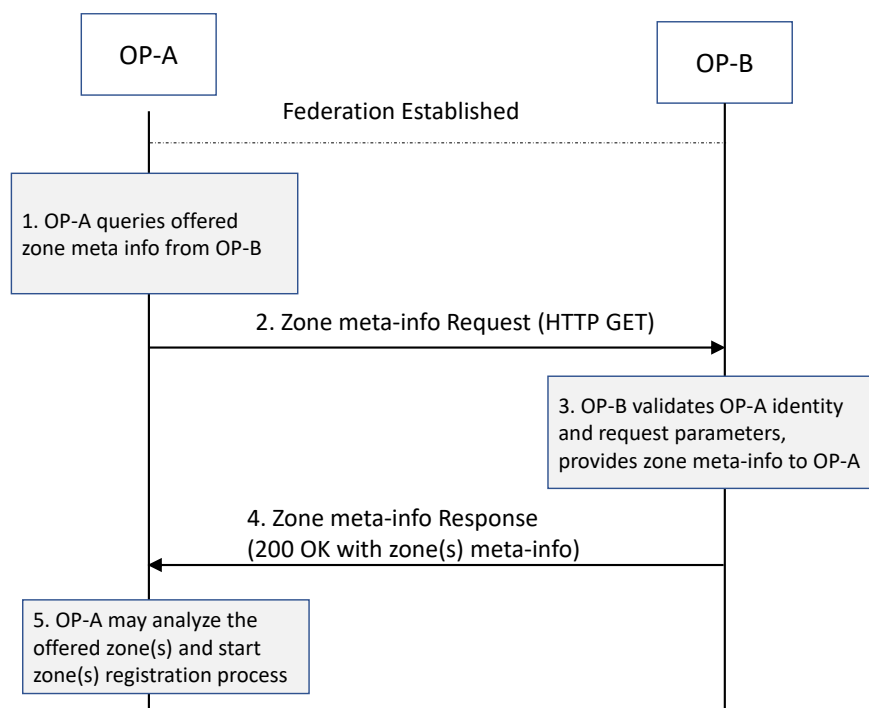 OP-A
OP-B
Federation Established
1. OP-A queries offered
zone meta info from OP-B
2. Zone meta-info Request (HTTP GET)
3. OP-B validates OP-A identity
and request parameters,
provides zone meta-info to OP-A
4. Zone meta-info Response
(200 OK with zone(s) meta-info)
5. OP-A may analyze the
offered zone(s) and start
zone(s) registration process